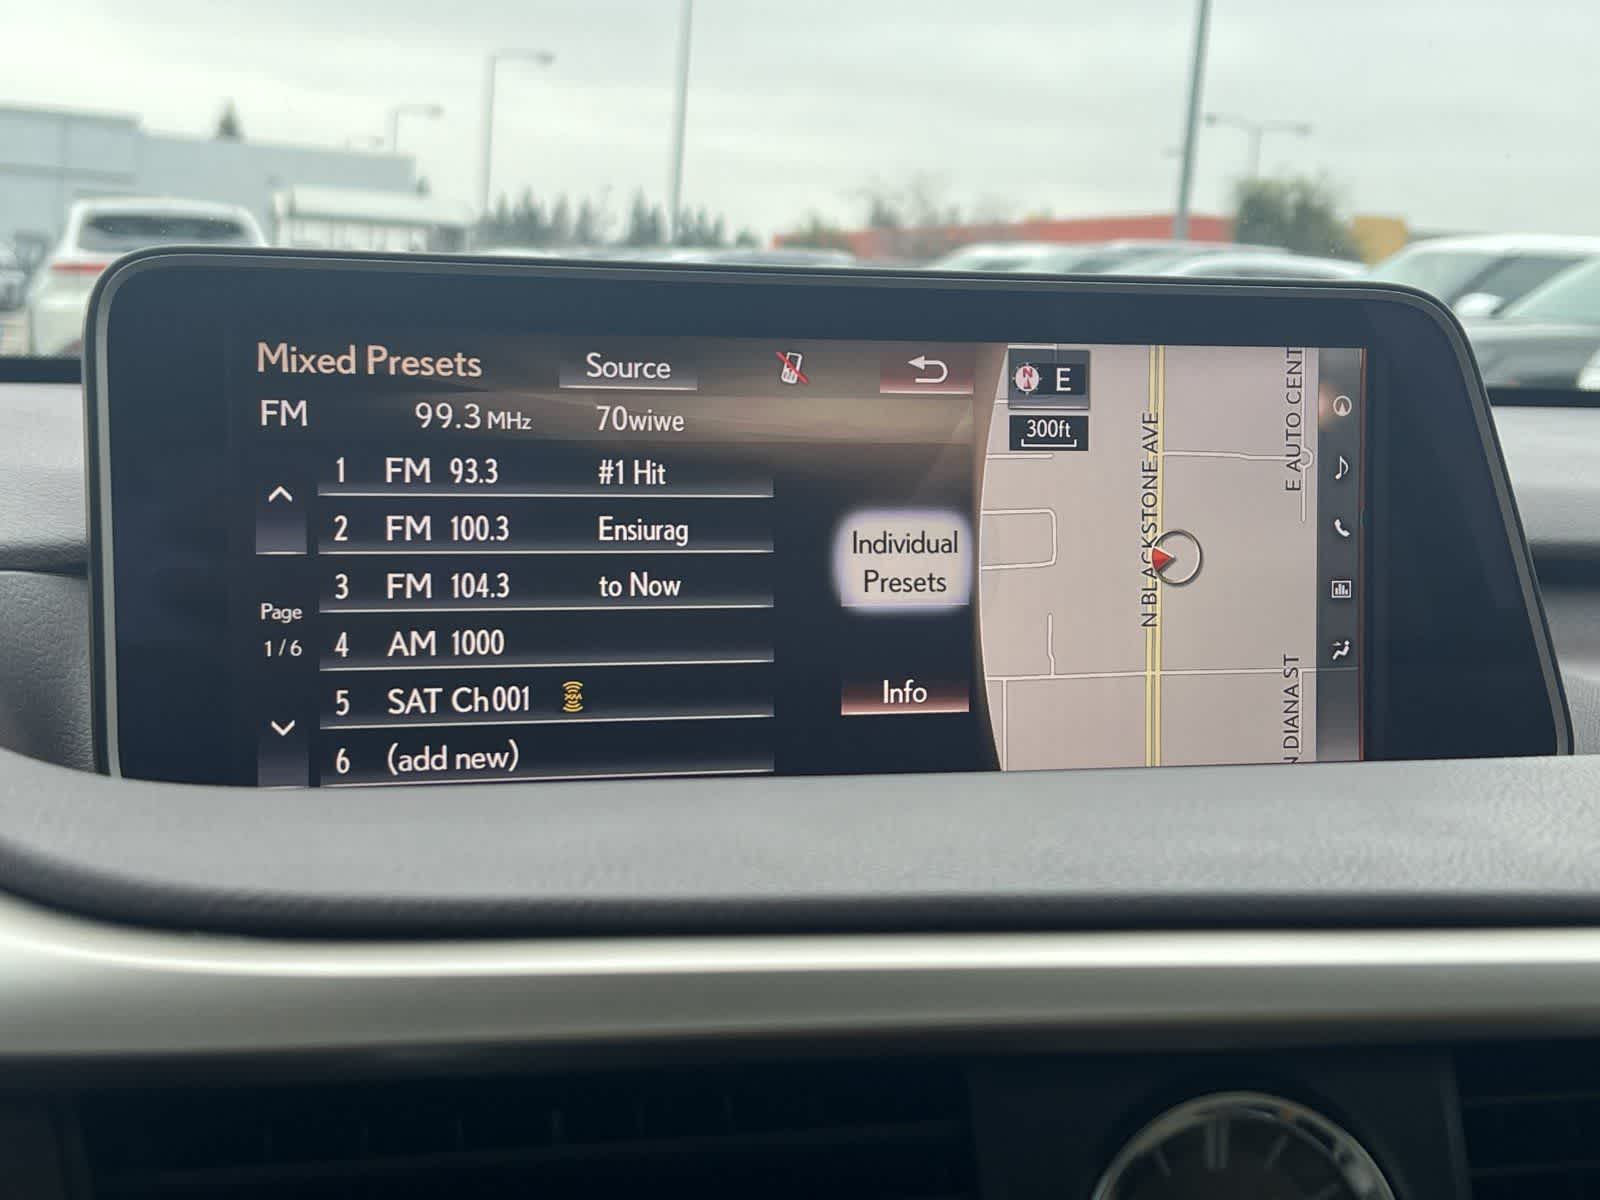 Mixed Presets
Source
FM 99.3 MHz 70wiwe
1 FM 93.3 #1 Hit
2 FM 100.3 Ensiurag
3 FM 104.3 to Now
4 AM 1000
5 SAT Ch001
6 (add new)
Page
1/6
Individual
Presets
Info
N
E
300ft
N BLACKSTONE AVE
E AUTO CENT
N DIANA ST